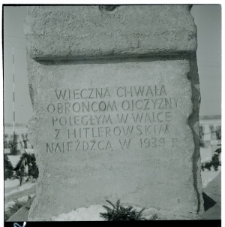 WIECZNA CHWAŁA
OBROŃCOM OJCZYZNY
POLEGŁYM W WALCE
Z HITLEROWSKIM
NAJEŹDŹCĄ W 1939 R